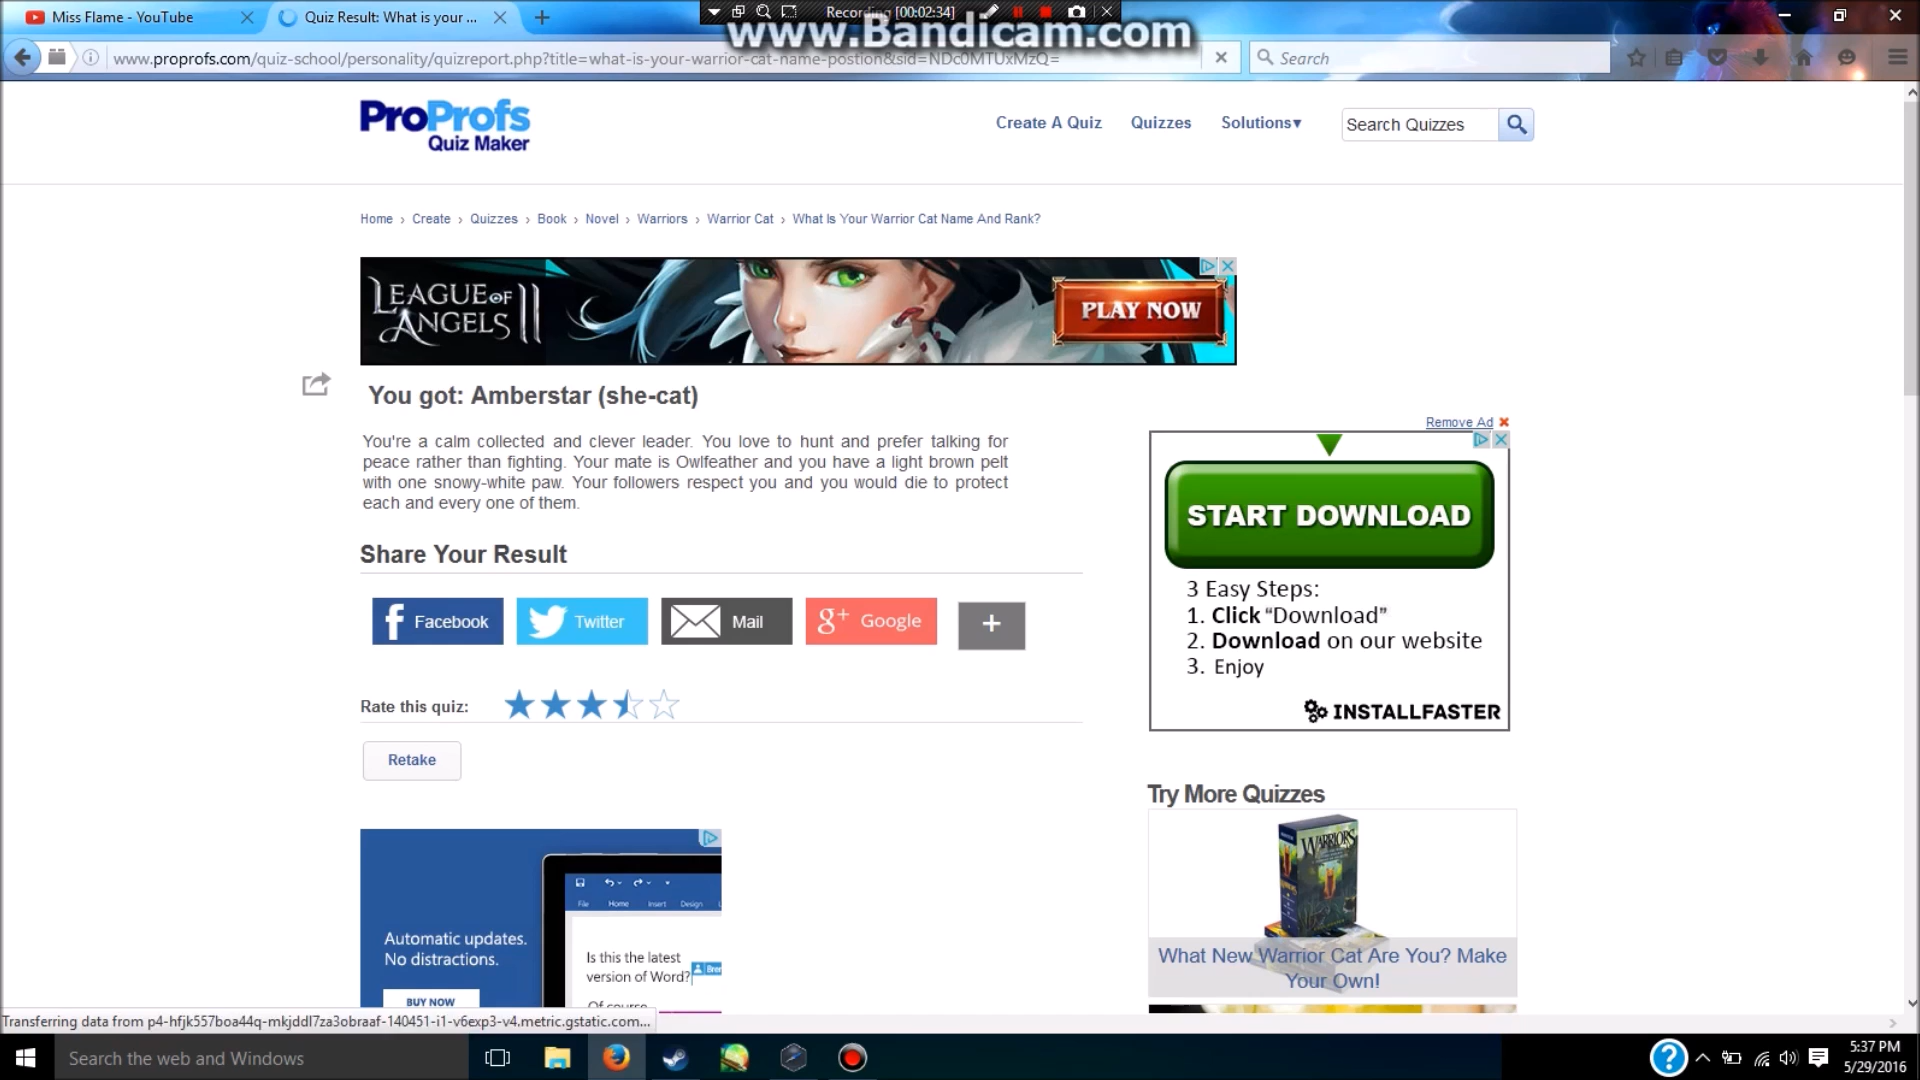 Miss Flame - YouTube
Quiz Result: What is your ...
Recording [00:02:34]
www.Bandicam.com
www.proprofs.com/quiz-school/personality/quizreport.php?title=what-is-your-warrior-cat-name-postion&sid=NDc0MTUxMzQ=
Search
ProProfs
Quiz Maker
Create A Quiz
Quizzes
Solutions▾
Search Quizzes
Home › Create › Quizzes › Book › Novel › Warriors › Warrior Cat › What Is Your Warrior Cat Name And Rank?
LEAGUE OF
ANGELS II
PLAY NOW
You got: Amberstar (she-cat)
You're a calm collected and clever leader. You love to hunt and prefer talking for
peace rather than fighting. Your mate is Owlfeather and you have a light brown pelt
with one snowy-white paw. Your followers respect you and you would die to protect
each and every one of them.
Share Your Result
Facebook
Twitter
Mail
g+ Google
+
Rate this quiz:
Retake
Remove Ad
START DOWNLOAD
3 Easy Steps:
1. Click “Download”
2. Download on our website
3. Enjoy
INSTALLFASTER
Try More Quizzes
WARRIORS
What New Warrior Cat Are You? Make
Your Own!
Automatic updates.
No distractions.
BUY NOW
File Home Insert Design
Is this the latest
version of Word?
Bren
Of course
Transferring data from p4-hfjk557boa44q-mkjddl7za3obraaf-140451-i1-v6exp3-v4.metric.gstatic.com...
Search the web and Windows
5:37 PM
5/29/2016